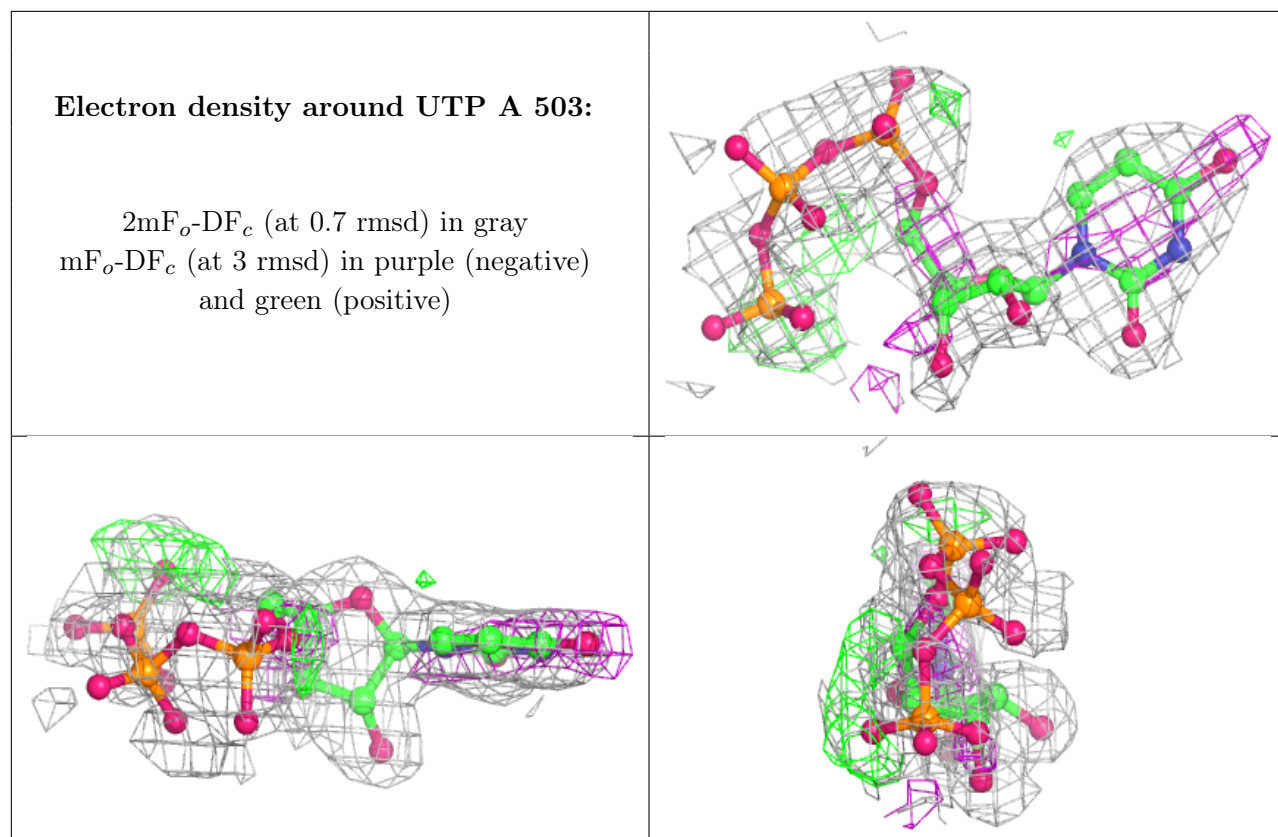 Electron density around UTP A 503:
2mFₒ-DF𝒸 (at 0.7 rmsd) in gray
mFₒ-DF𝒸 (at 3 rmsd) in purple (negative)
and green (positive)